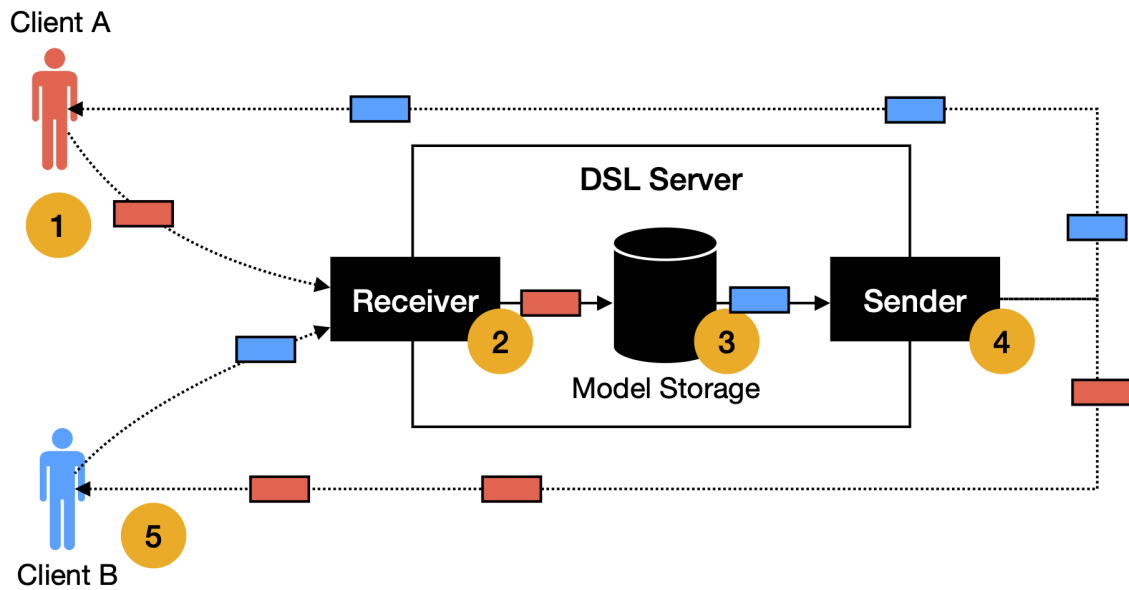 Client A
1
DSL Server
Receiver
Sender
2
3
4
Model Storage
5
Client B